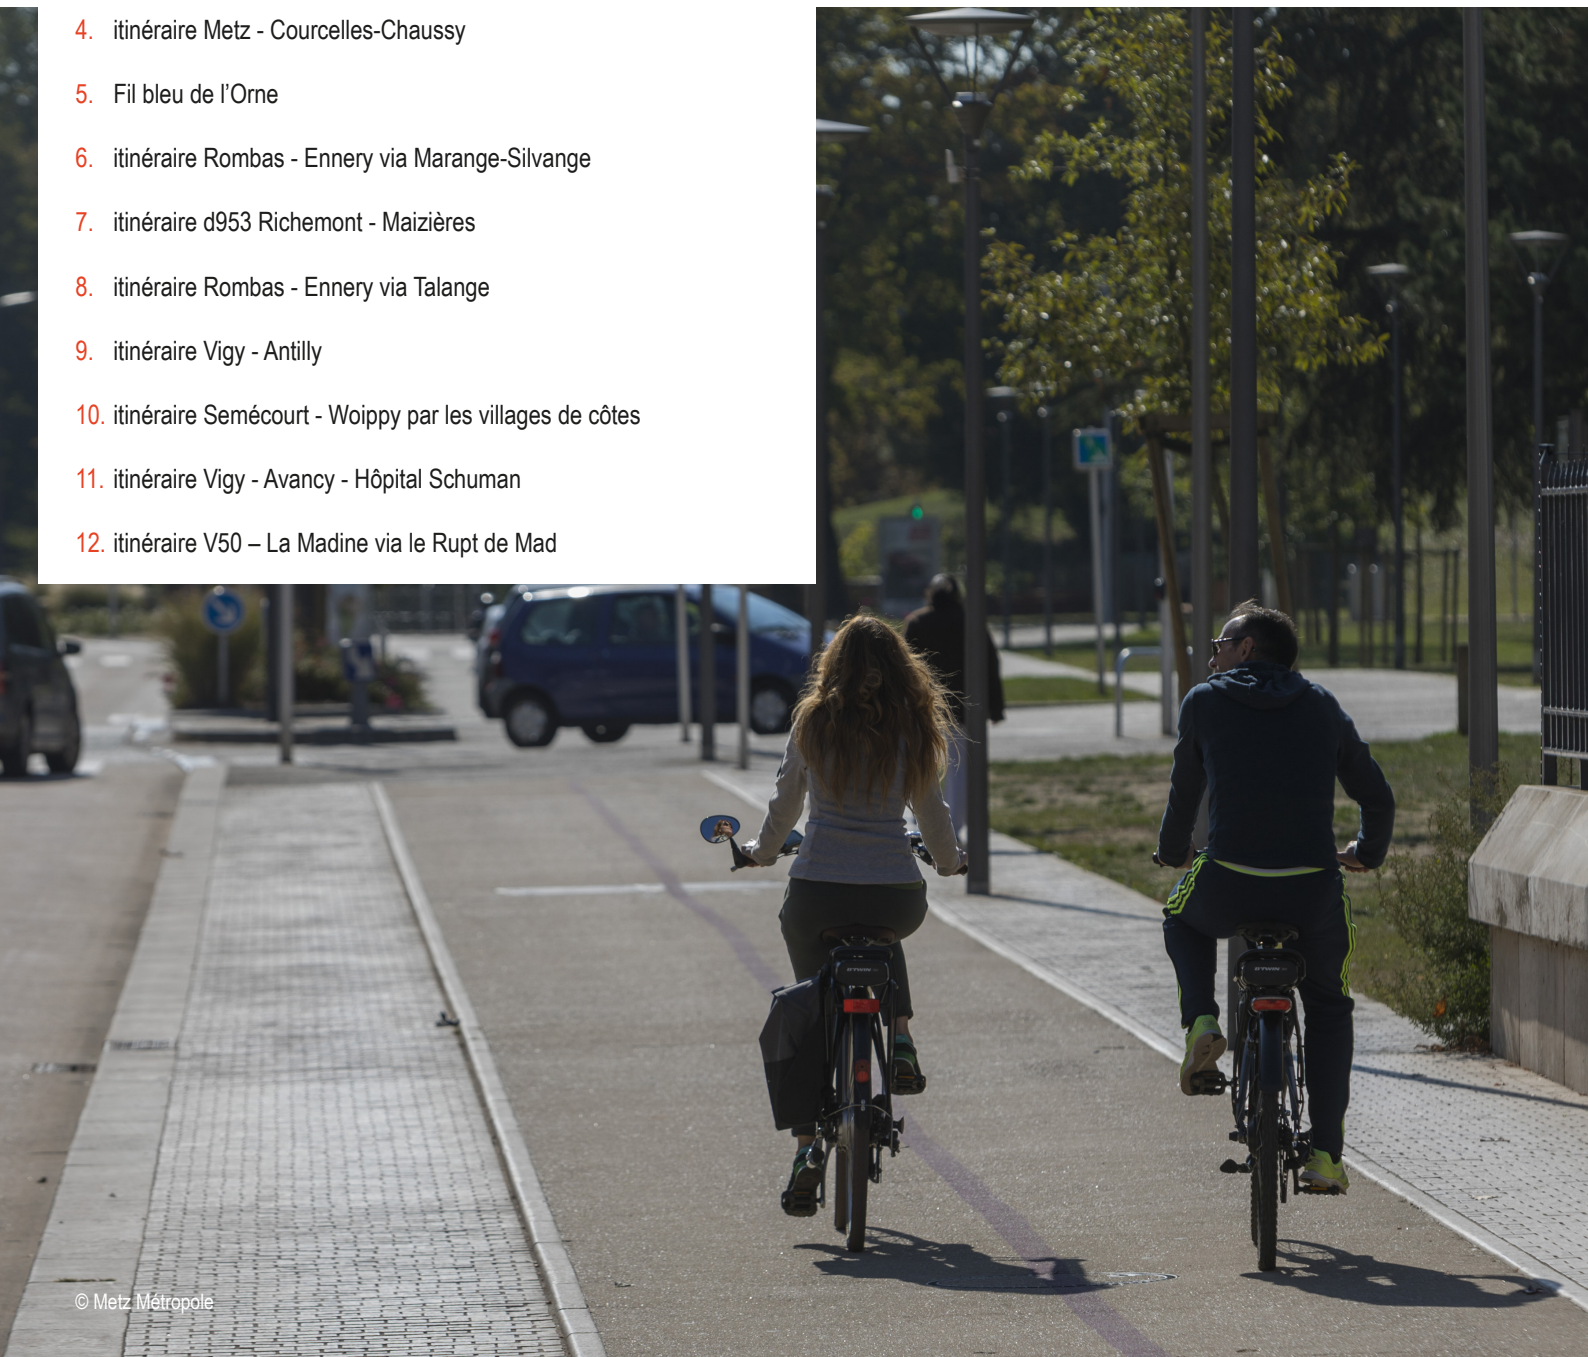 4. itinéraire Metz - Courcelles-Chaussy
5. Fil bleu de l’Orne
6. itinéraire Rombas - Ennery via Marange-Silvange
7. itinéraire d953 Richemont - Maizières
8. itinéraire Rombas - Ennery via Talange
9. itinéraire Vigy - Antilly
10. itinéraire Semécourt - Woippy par les villages de côtes
11. itinéraire Vigy - Avancy - Hôpital Schuman
12. itinéraire V50 – La Madine via le Rupt de Mad
© Metz Métropole